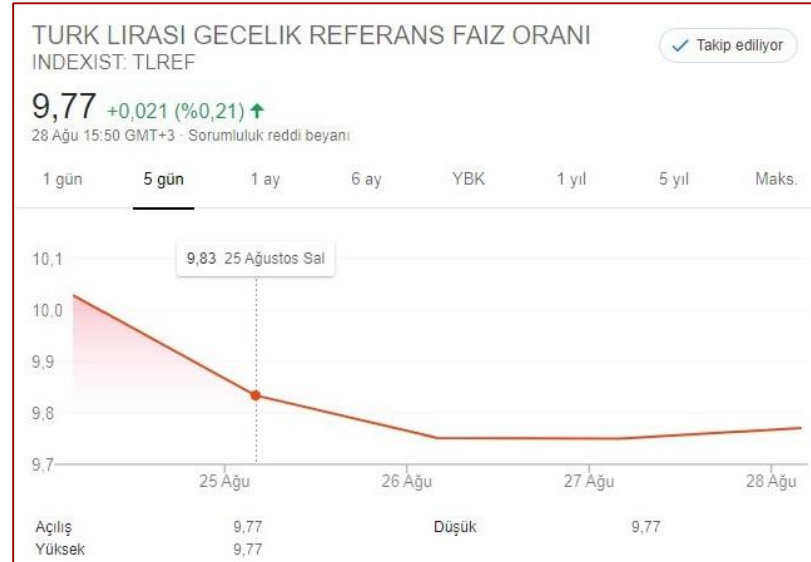 TURK LIRASI GECELIK REFERANS FAIZ ORANI
INDEXIST: TLREF
Takip ediliyor
9,77 +0,021 (%0,21)
28 Ağu 15:50 GMT+3 · Sorumluluk reddi beyanı
1 gün 5 gün 1 ay 6 ay YBK 1 yıl 5 yıl Maks.
9,83 25 Ağustos Sal
10,1
10,0
9,9
9,8
9,7
25 Ağu 26 Ağu 27 Ağu 28 Ağu
Açılış 9,77 Düşük 9,77
Yüksek 9,77